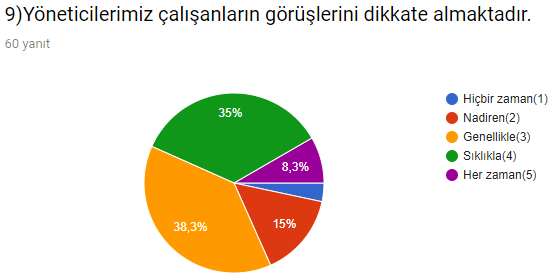 9)Yöneticilerimiz çalışanların görüşlerini dikkate almaktadır.
60 yanıt
35%
8,3%
15%
38,3%
Hiçbir zaman(1)
Nadiren(2)
Genellikle(3)
Sıklıkla(4)
Her zaman(5)